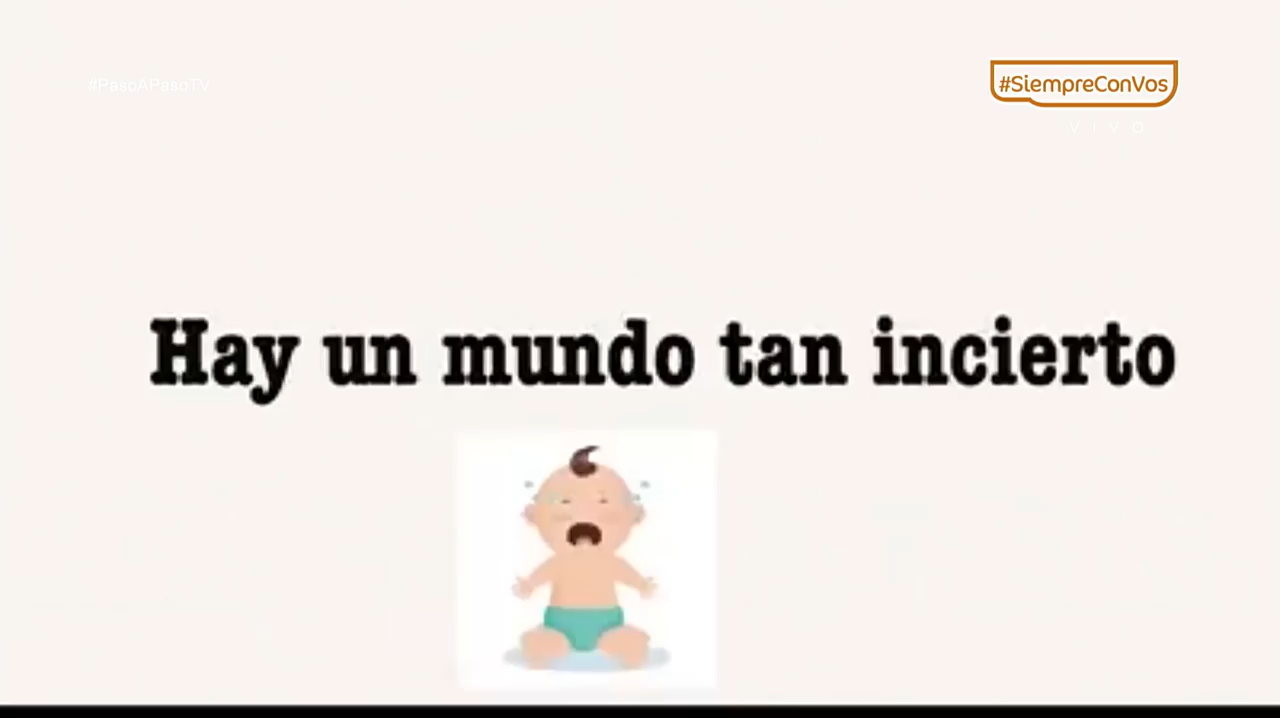 #PasoAPasoTV
#SiempreConVos
VIVO
Hay un mundo tan incierto